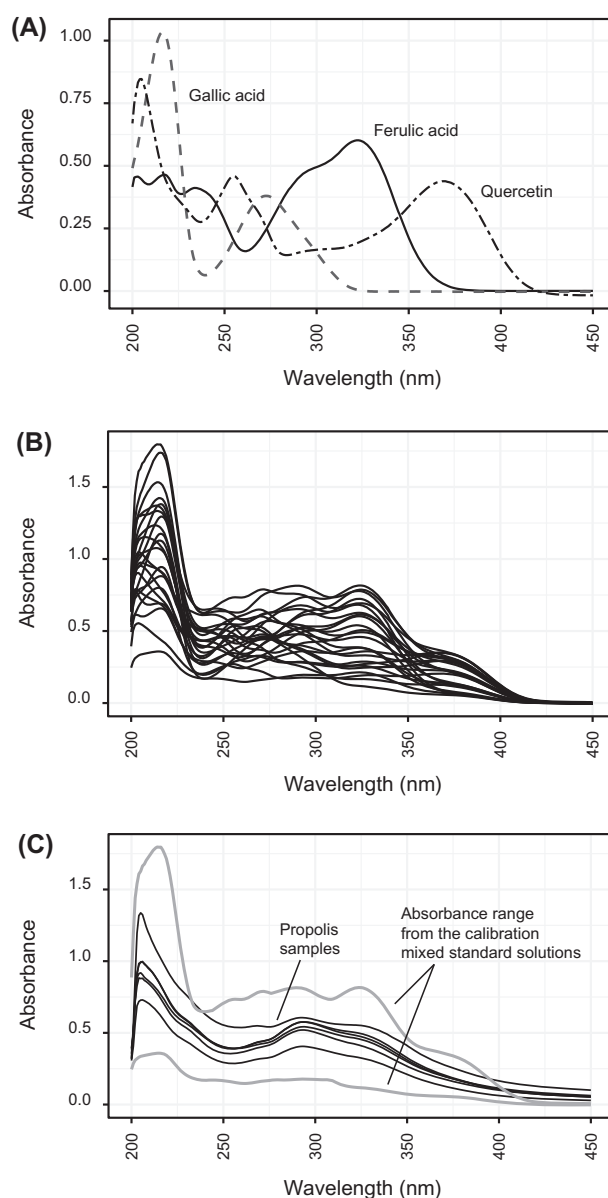 (A)
1.00
0.75
0.50
0.25
0.00
Absorbance
Gallic acid
Ferulic acid
Quercetin
200
250
300
350
400
450
Wavelength (nm)
(B)
1.5
1.0
0.5
0.0
Absorbance
200
250
300
350
400
450
Wavelength (nm)
(C)
1.5
1.0
0.5
0.0
Absorbance
Propolis
samples
Absorbance range
from the calibration
mixed standard solutions
200
250
300
350
400
450
Wavelength (nm)